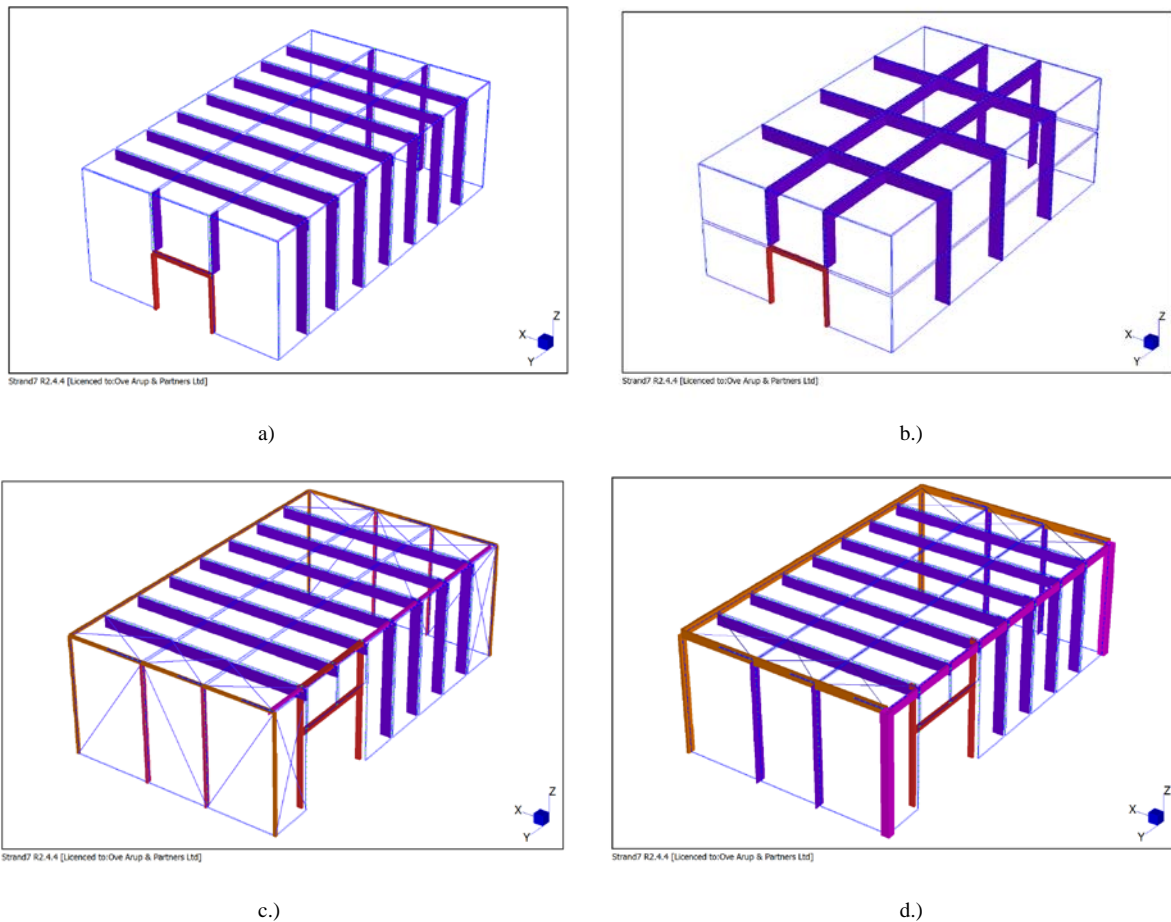 X
Y
Z
X
Y
Z
Strand7 R2.4.4 [Licenced to:Ove Arup & Partners Ltd]
Strand7 R2.4.4 [Licenced to:Ove Arup & Partners Ltd]
a)
b.)
X
Y
Z
X
Y
Z
Strand7 R2.4.4 [Licenced to:Ove Arup & Partners Ltd]
Strand7 R2.4.4 [Licenced to:Ove Arup & Partners Ltd]
c.)
d.)